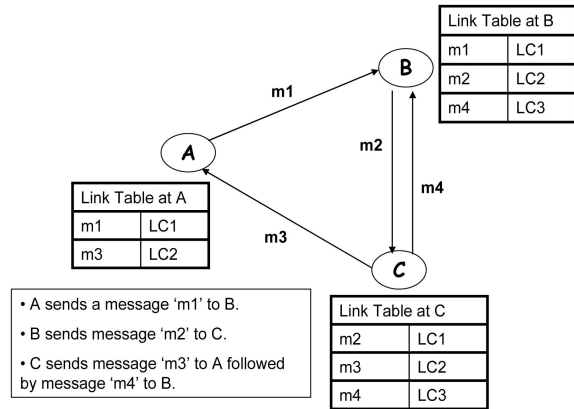 Link Table at B
m1 LC1
m2 LC2
m4 LC3
B
m1
A
m2
m4
Link Table at A
m1 LC1
m3 LC2
m3
C
• A sends a message ‘m1’ to B.
• B sends message ‘m2’ to C.
• C sends message ‘m3’ to A followed
by message ‘m4’ to B.
Link Table at C
m2 LC1
m3 LC2
m4 LC3